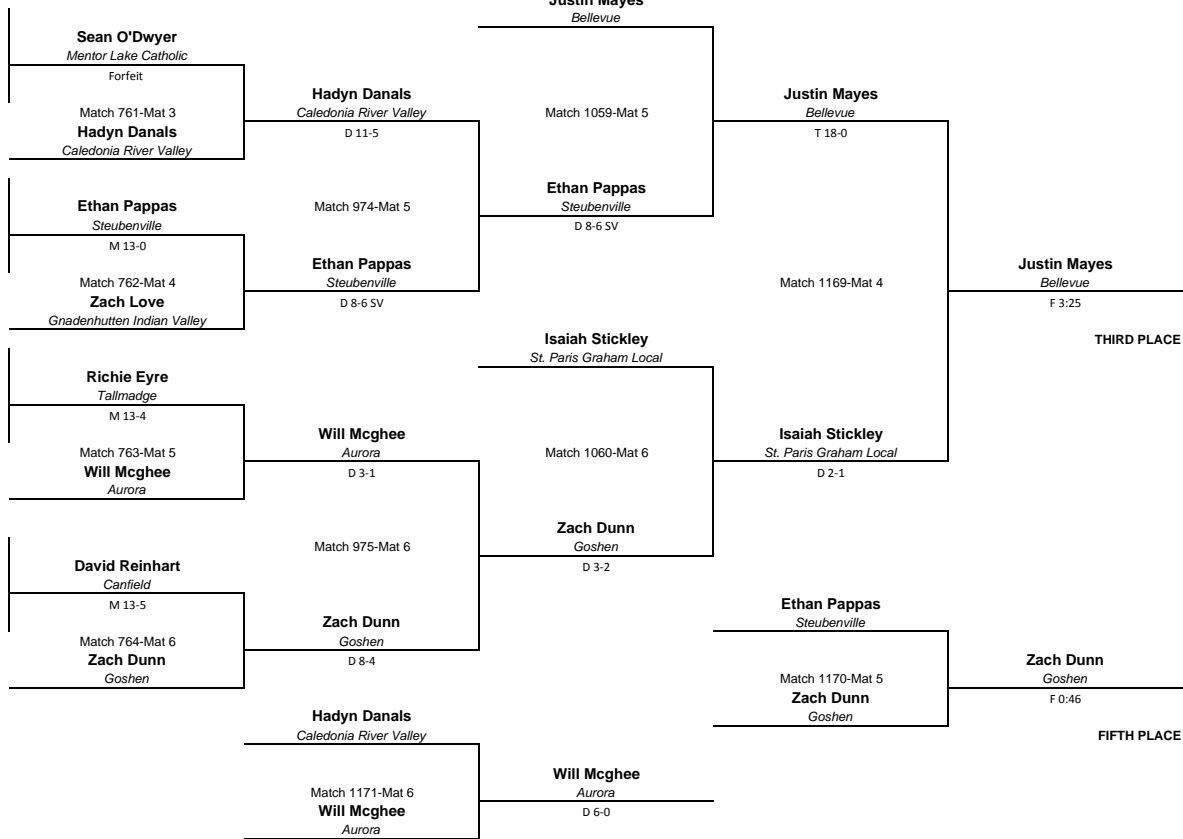 Justin Mayes
Bellevue
Sean O'Dwyer
Mentor Lake Catholic
Forfeit
Match 761-Mat 3
Hadyn Danals
Caledonia River Valley
Hadyn Danals
Caledonia River Valley
D 11-5
Match 1059-Mat 5
Justin Mayes
Bellevue
T 18-0
Ethan Pappas
Steubenville
M 13-0
Match 762-Mat 4
Zach Love
Gnadenhutten Indian Valley
Match 974-Mat 5
Ethan Pappas
Steubenville
D 8-6 SV
Ethan Pappas
Steubenville
D 8-6 SV
Match 1169-Mat 4
Justin Mayes
Bellevue
F 3:25
THIRD PLACE
Richie Eyre
Tallmadge
M 13-4
Match 763-Mat 5
Will Mcghee
Aurora
Will Mcghee
Aurora
D 3-1
Isaiah Stickley
St. Paris Graham Local
Match 1060-Mat 6
Isaiah Stickley
St. Paris Graham Local
D 2-1
David Reinhart
Canfield
M 13-5
Match 764-Mat 6
Zach Dunn
Goshen
Match 975-Mat 6
Zach Dunn
Goshen
D 8-4
Zach Dunn
Goshen
D 3-2
Ethan Pappas
Steubenville
Match 1170-Mat 5
Zach Dunn
Goshen
Zach Dunn
Goshen
F 0:46
FIFTH PLACE
Hadyn Danals
Caledonia River Valley
Match 1171-Mat 6
Will Mcghee
Aurora
Will Mcghee
Aurora
D 6-0